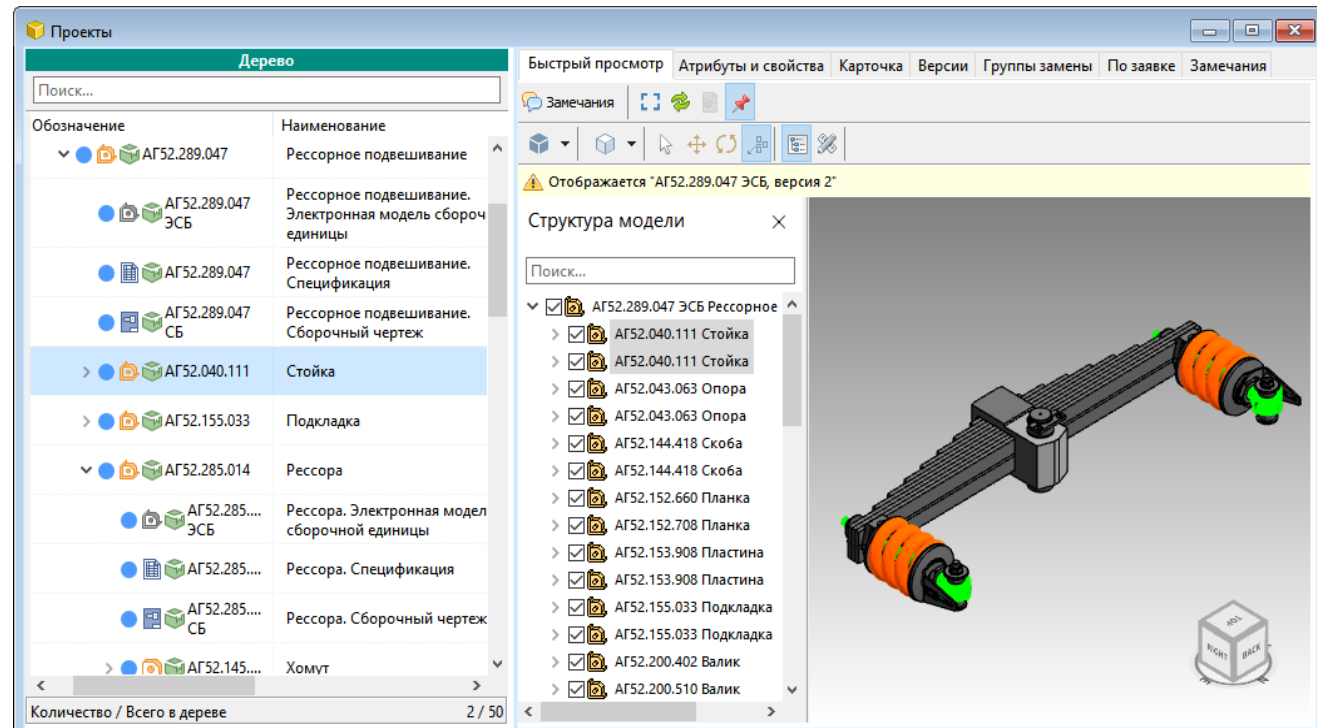 Проекты
Дерево
Поиск...
Обозначение
Наименование
АГ52.289.047
Рессорное подвешивание
АГ52.289.047
ЭСБ
Рессорное подвешивание.
Электронная модель сбороч
единицы
АГ52.289.047
Рессорное подвешивание.
Спецификация
АГ52.289.047
СБ
Рессорное подвешивание.
Сборочный чертеж
АГ52.040.111
Стойка
АГ52.155.033
Подкладка
АГ52.285.014
Рессора
АГ52.285....
ЭСБ
Рессора. Электронная модел
сборочной единицы
АГ52.285....
Рессора. Спецификация
АГ52.285....
СБ
Рессора. Сборочный чертеж
АГ52.145....
Хомут
Количество / Всего в дереве
2 / 50
Быстрый просмотр
Атрибуты и свойства
Карточка
Версии
Группы замены
По заявке
Замечания
Замечания
Отображается "АГ52.289.047 ЭСБ, версия 2"
Структура модели
Поиск...
АГ52.289.047 ЭСБ Рессорное
АГ52.040.111 Стойка
АГ52.040.111 Стойка
АГ52.043.063 Опора
АГ52.043.063 Опора
АГ52.144.418 Скоба
АГ52.144.418 Скоба
АГ52.152.660 Планка
АГ52.152.708 Планка
АГ52.153.908 Пластина
АГ52.153.908 Пластина
АГ52.155.033 Подкладка
АГ52.155.033 Подкладка
АГ52.200.402 Валик
АГ52.200.510 Валик
TOP
RIGHT
BACK